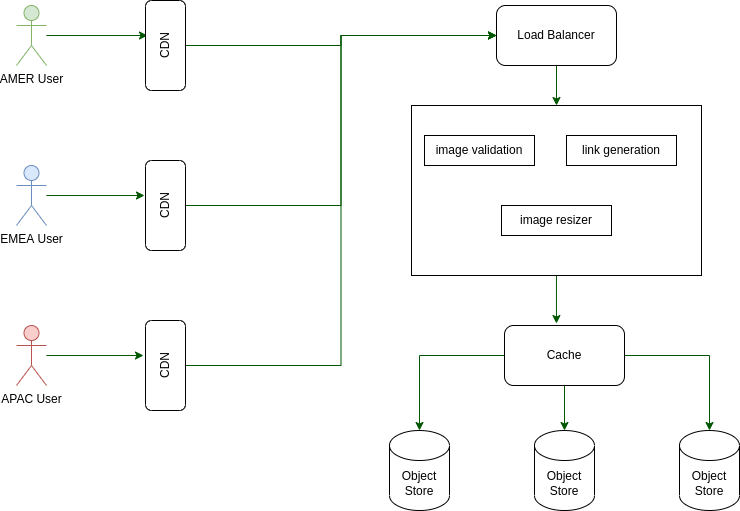 AMER User
CDN
Load Balancer
image validation
link generation
image resizer
EMEA User
CDN
APAC User
CDN
Cache
Object
Store
Object
Store
Object
Store